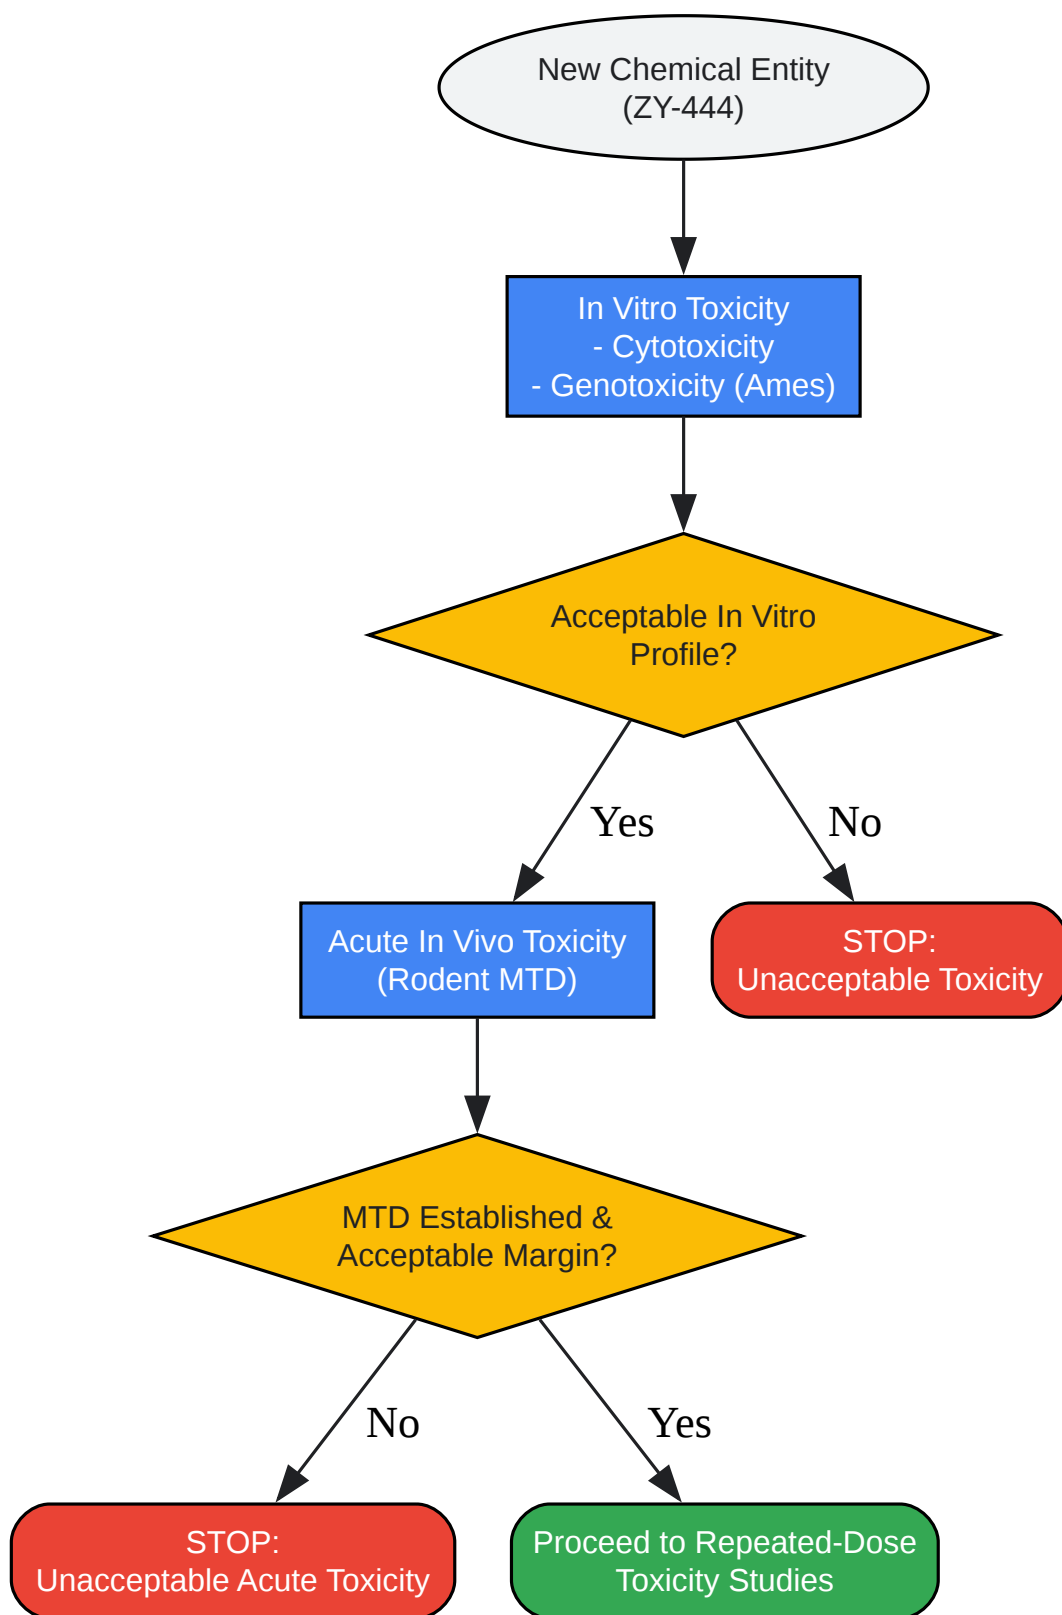 New Chemical Entity
(ZY-444)
In Vitro Toxicity
- Cytotoxicity
- Genotoxicity (Ames)
Acceptable In Vitro
Profile?
Yes
No
Acute In Vivo Toxicity
(Rodent MTD)
STOP:
Unacceptable Toxicity
MTD Established &
Acceptable Margin?
No
Yes
STOP:
Unacceptable Acute Toxicity
Proceed to Repeated-Dose
Toxicity Studies